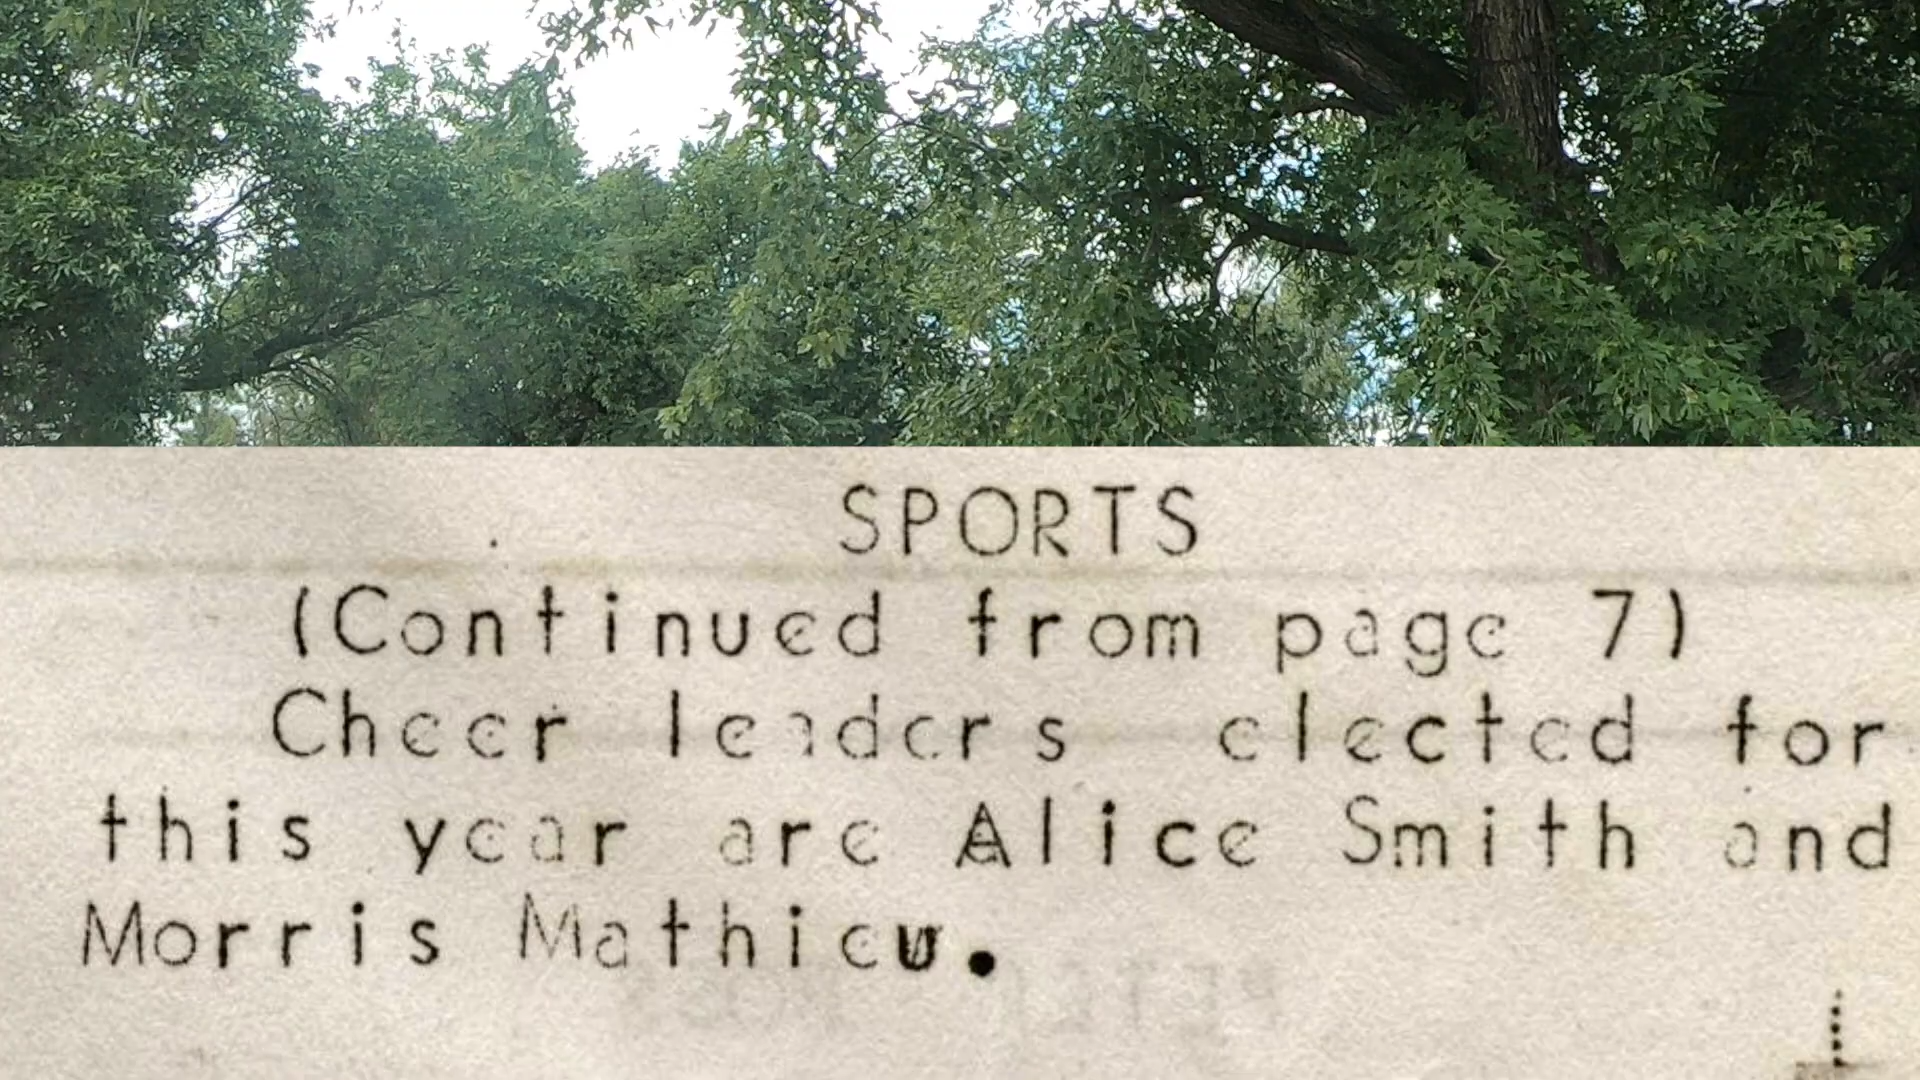 SPORTS
(Continued from page 7)
Cheer leaders elected for
this year are Alice Smith and
Morris Mathieu.